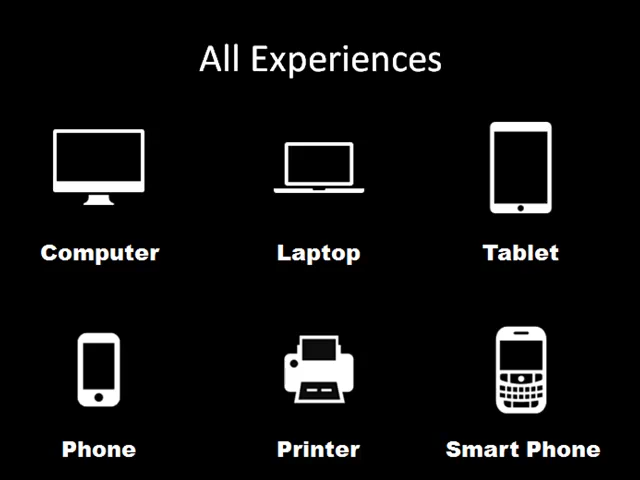 All Experiences
Computer
Laptop
Tablet
Phone
Printer
Smart Phone